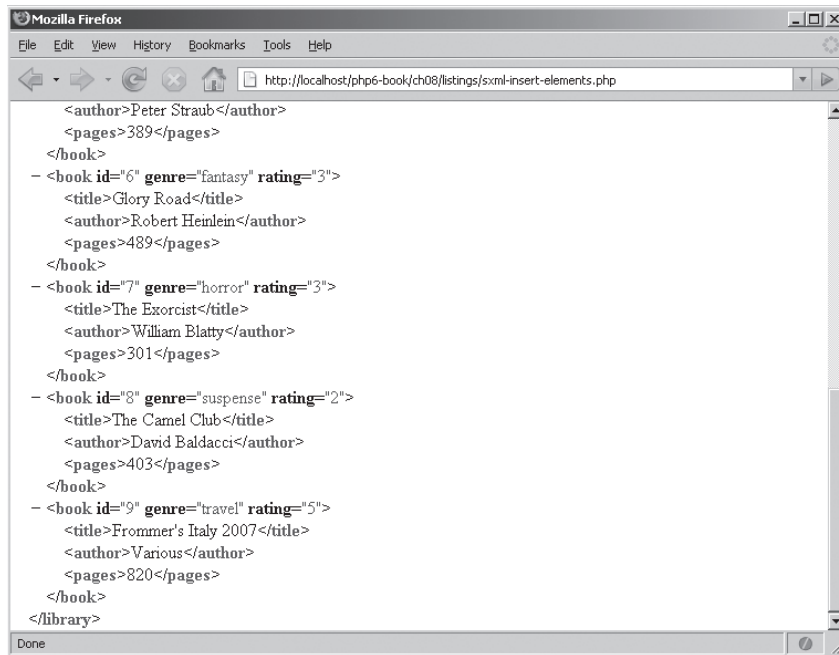 Mozilla Firefox
File Edit View History Bookmarks Tools Help
http://localhost/php6-book/ch08/listings/sxml-insert-elements.php
<author>Peter Straub</author>
<pages>389</pages>
</book>
− <book id="6" genre="fantasy" rating="3">
<title>Glory Road</title>
<author>Robert Heinlein</author>
<pages>489</pages>
</book>
− <book id="7" genre="horror" rating="3">
<title>The Exorcist</title>
<author>William Blatty</author>
<pages>301</pages>
</book>
− <book id="8" genre="suspense" rating="2">
<title>The Camel Club</title>
<author>David Baldacci</author>
<pages>403</pages>
</book>
− <book id="9" genre="travel" rating="5">
<title>Frommer's Italy 2007</title>
<author>Various</author>
<pages>820</pages>
</book>
</library>
Done